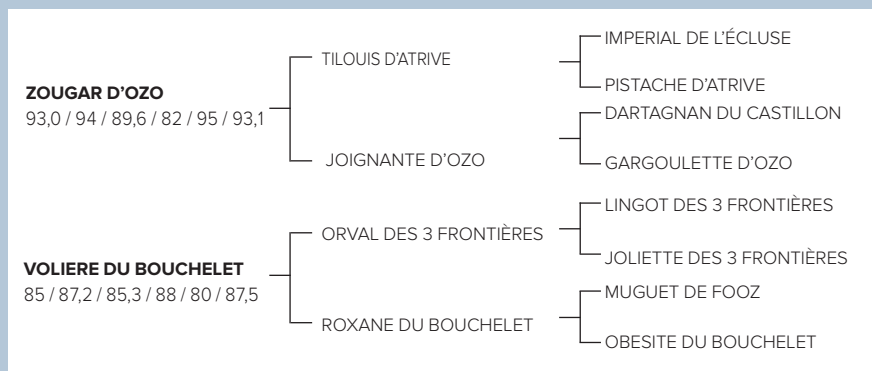 ZOUGAR D’OZO
93,0 / 94 / 89,6 / 82 / 95 / 93,1
TILOUIS D’ATRIVE
IMPERIAL DE L’ÉCLUSE
PISTACHE D’ATRIVE
JOIGNANTE D’OZO
DARTAGNAN DU CASTILLON
GARGOULETTE D’OZO
VOLIERE DU BOUCHELET
85 / 87,2 / 85,3 / 88 / 80 / 87,5
ORVAL DES 3 FRONTIÈRES
LINGOT DES 3 FRONTIÈRES
JOLIETTE DES 3 FRONTIÈRES
ROXANE DU BOUCHELET
MUGUET DE FOOZ
OBESITE DU BOUCHELET